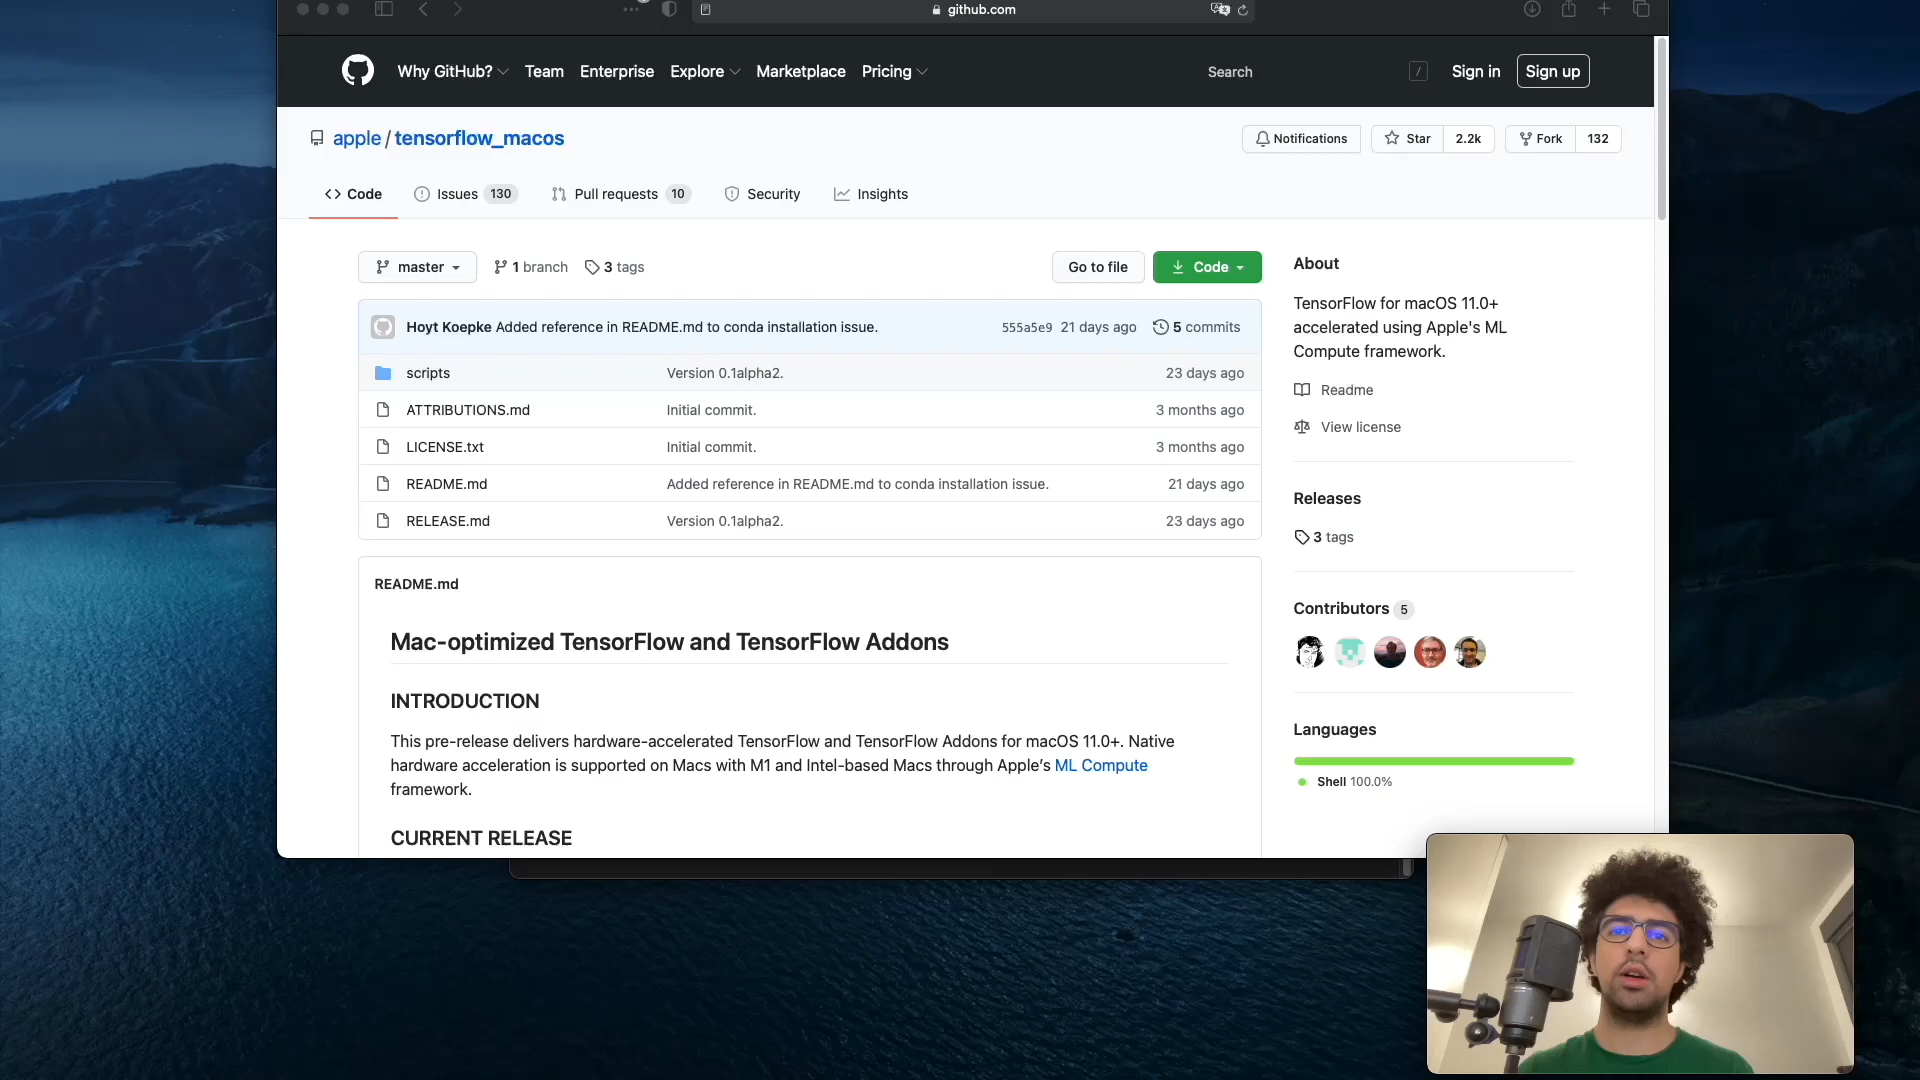 github.com
Why GitHub? Team Enterprise Explore Marketplace Pricing Search / Sign in Sign up
apple / tensorflow_macos Notifications Star 2.2k Fork 132
Code Issues 130 Pull requests 10 Security Insights
master 1 branch 3 tags Go to file Code
Hoyt Koepke Added reference in README.md to conda installation issue. 555a5e9 21 days ago 5 commits
scripts Version 0.1alpha2. 23 days ago
ATTRIBUTIONS.md Initial commit. 3 months ago
LICENSE.txt Initial commit. 3 months ago
README.md Added reference in README.md to conda installation issue. 21 days ago
RELEASE.md Version 0.1alpha2. 23 days ago
README.md
Mac-optimized TensorFlow and TensorFlow Addons
INTRODUCTION
This pre-release delivers hardware-accelerated TensorFlow and TensorFlow Addons for macOS 11.0+. Native
hardware acceleration is supported on Macs with M1 and Intel-based Macs through Apple’s ML Compute
framework.
CURRENT RELEASE
About
TensorFlow for macOS 11.0+
accelerated using Apple's ML
Compute framework.
Readme
View license
Releases
3 tags
Contributors 5
Languages
Shell 100.0%